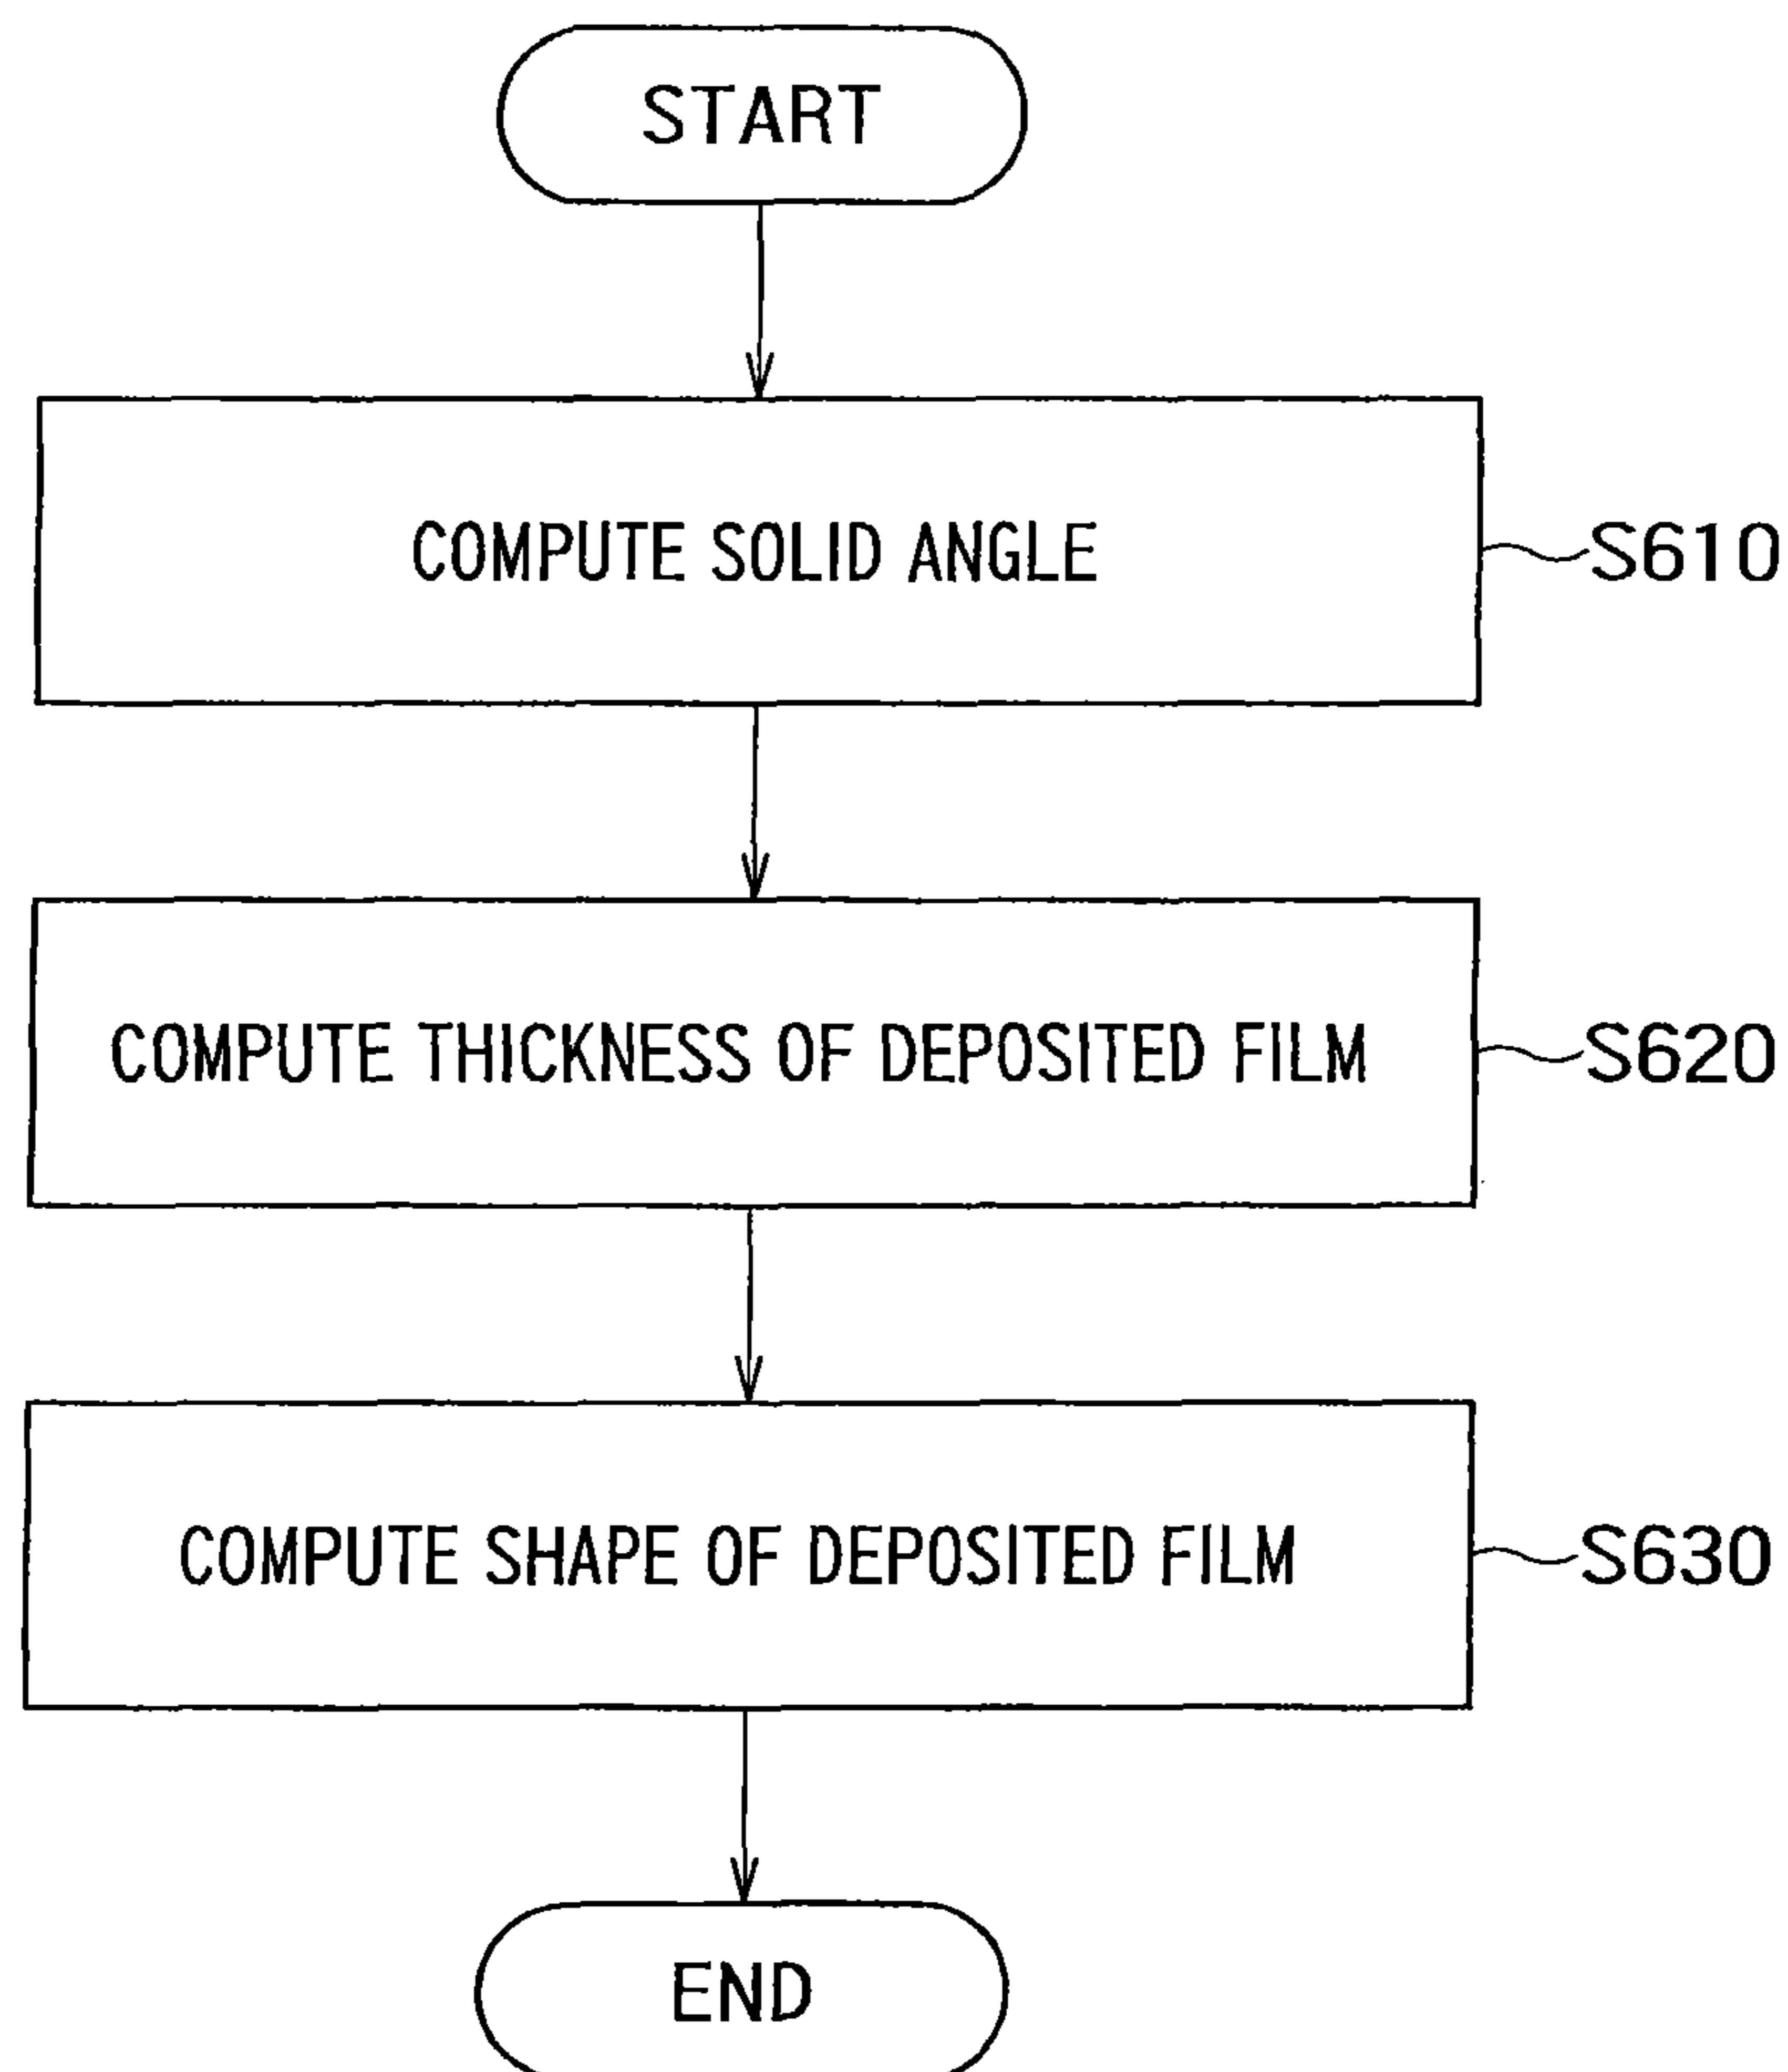 START
COMPUTE SOLID ANGLE
S610
COMPUTE THICKNESS OF DEPOSITED FILM
S620
COMPUTE SHAPE OF DEPOSITED FILM
S630
END